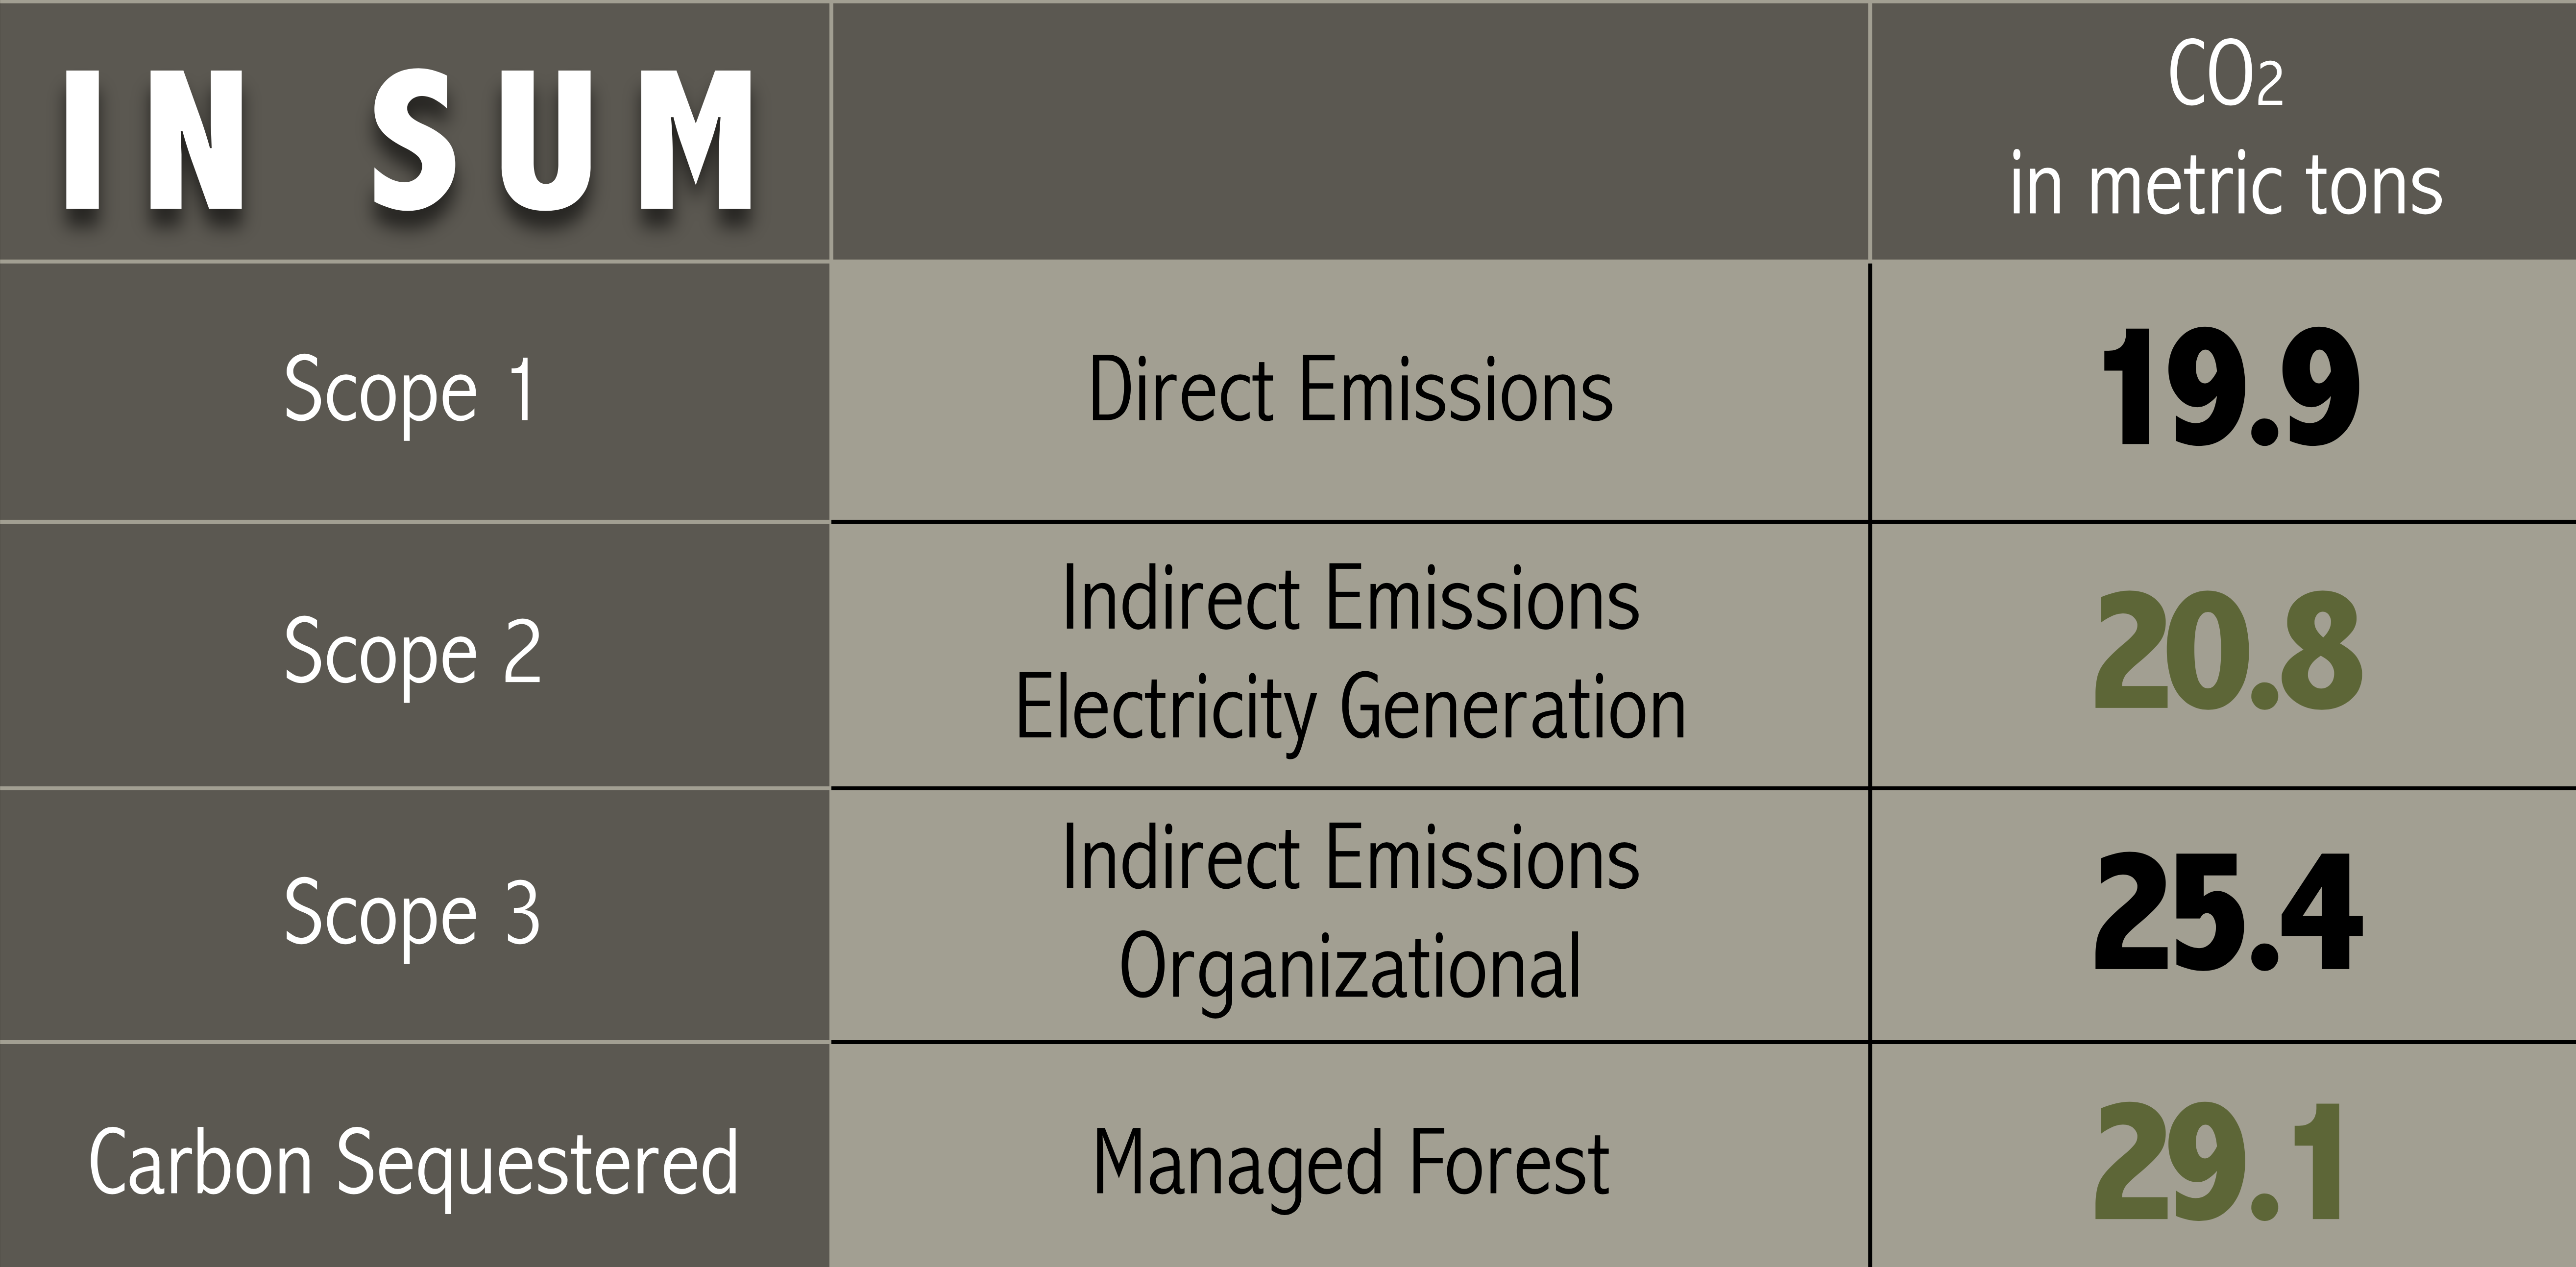 IN SUM
CO2
in metric tons
Scope 1
Direct Emissions
19.9
Scope 2
Indirect Emissions
Electricity Generation
20.8
Scope 3
Indirect Emissions
Organizational
25.4
Carbon Sequestered
Managed Forest
29.1